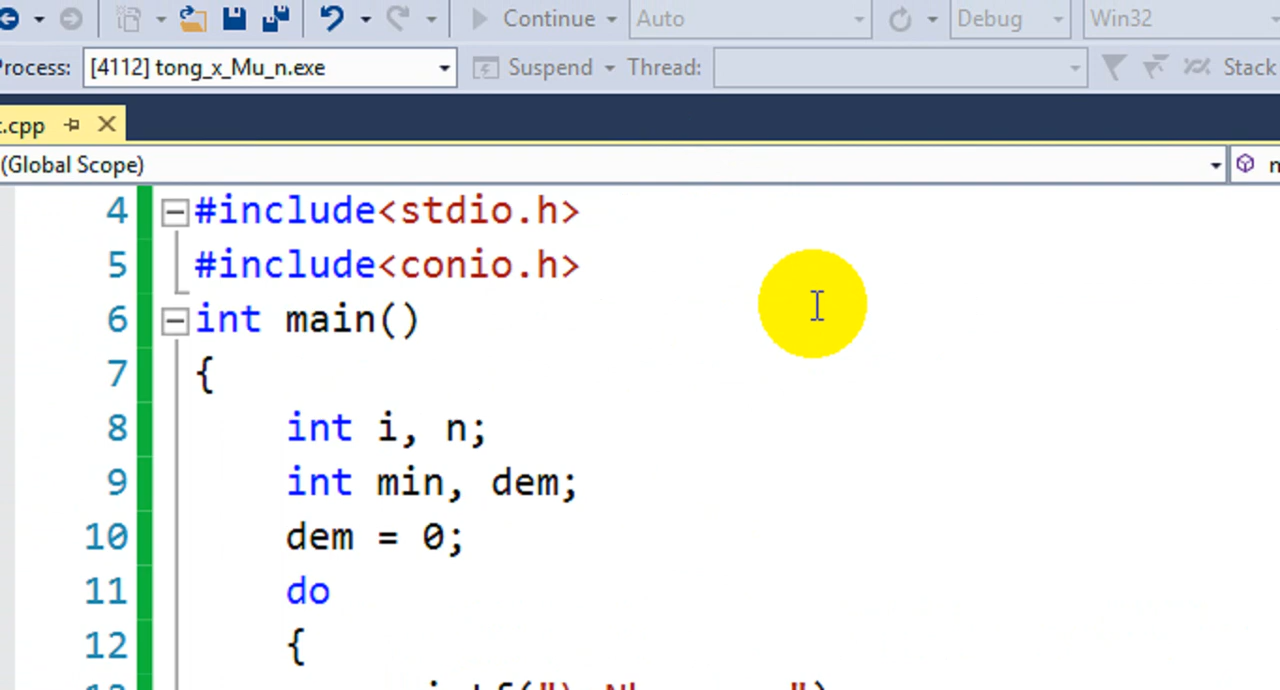 Continue Auto Debug Win32
Process: [4112] tong_x_Mu_n.exe Suspend Thread: Stack
.cpp
(Global Scope)
4 #include<stdio.h>
5 #include<conio.h>
6 int main()
7 {
8 int i, n;
9 int min, dem;
10 dem = 0;
11 do
12 {